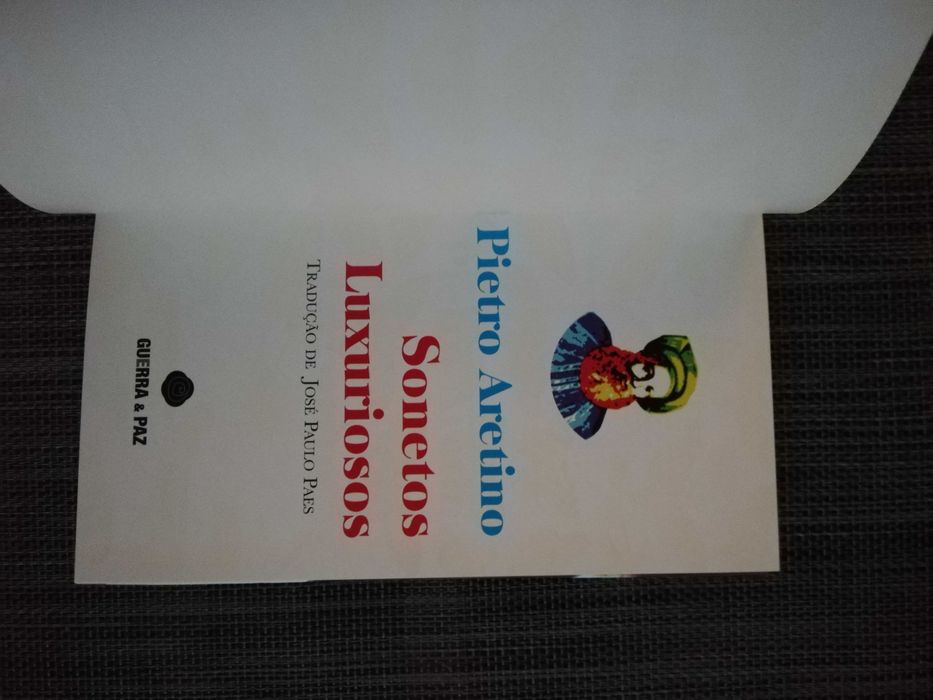 Pietro Aretino
Sonetos
Luxuriosos
TRADUÇÃO DE JOSÉ PAULO PAES
GUERRA & PAZ